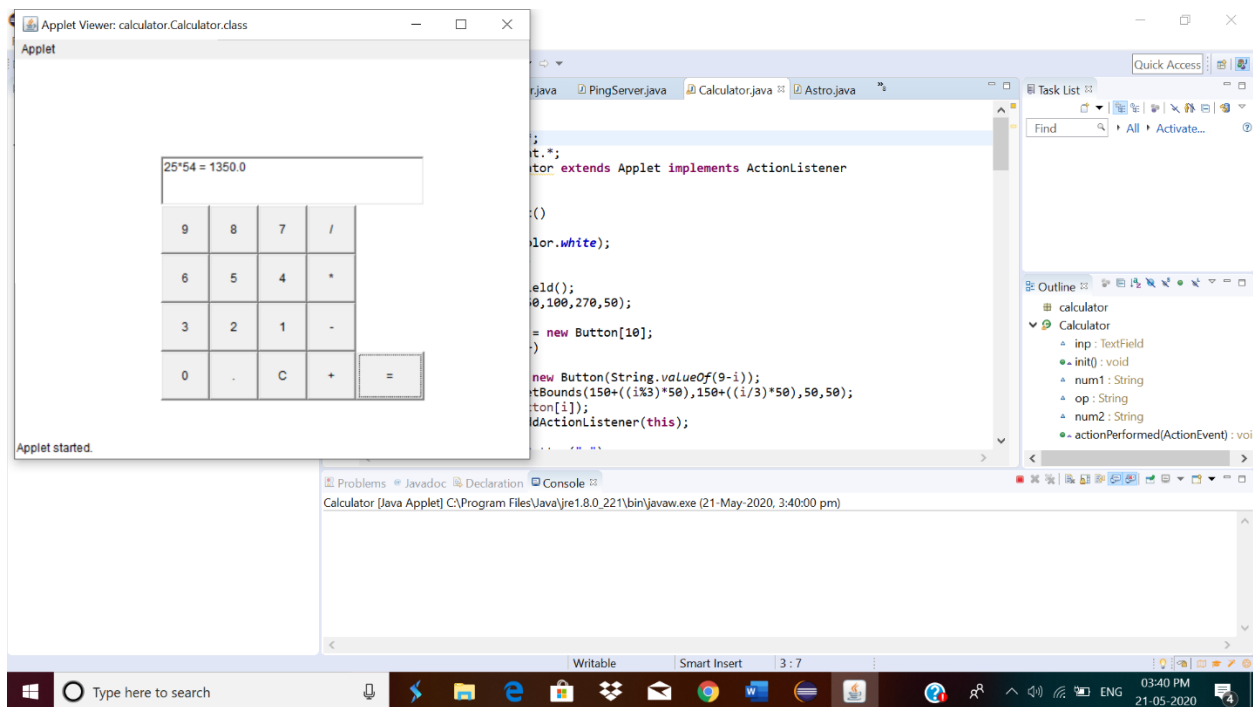 Applet Viewer: calculator.Calculator.class
Applet
25*54 = 1350.0
9 8 7 /
6 5 4 *
3 2 1 -
0 . C + =
Applet started.
Quick Access
r.java PingServer.java Calculator.java Astro.java
;
t.*;
tor extends Applet implements ActionListener
()
lor.white);
eld();
0,100,270,50);
= new Button[10];
)
new Button(String.valueOf(9-i));
tBounds(150+((i%3)*50),150+((i/3)*50),50,50);
ton[i]);
dActionListener(this);
Task List
Find All Activate...
Outline
calculator
Calculator
inp : TextField
init() : void
num1 : String
op : String
num2 : String
actionPerformed(ActionEvent) : voi
Problems Javadoc Declaration Console
Calculator [Java Applet] C:\Program Files\Java\jre1.8.0_221\bin\javaw.exe (21-May-2020, 3:40:00 pm)
Writable Smart Insert 3 : 7
Type here to search
ENG
03:40 PM
21-05-2020
4